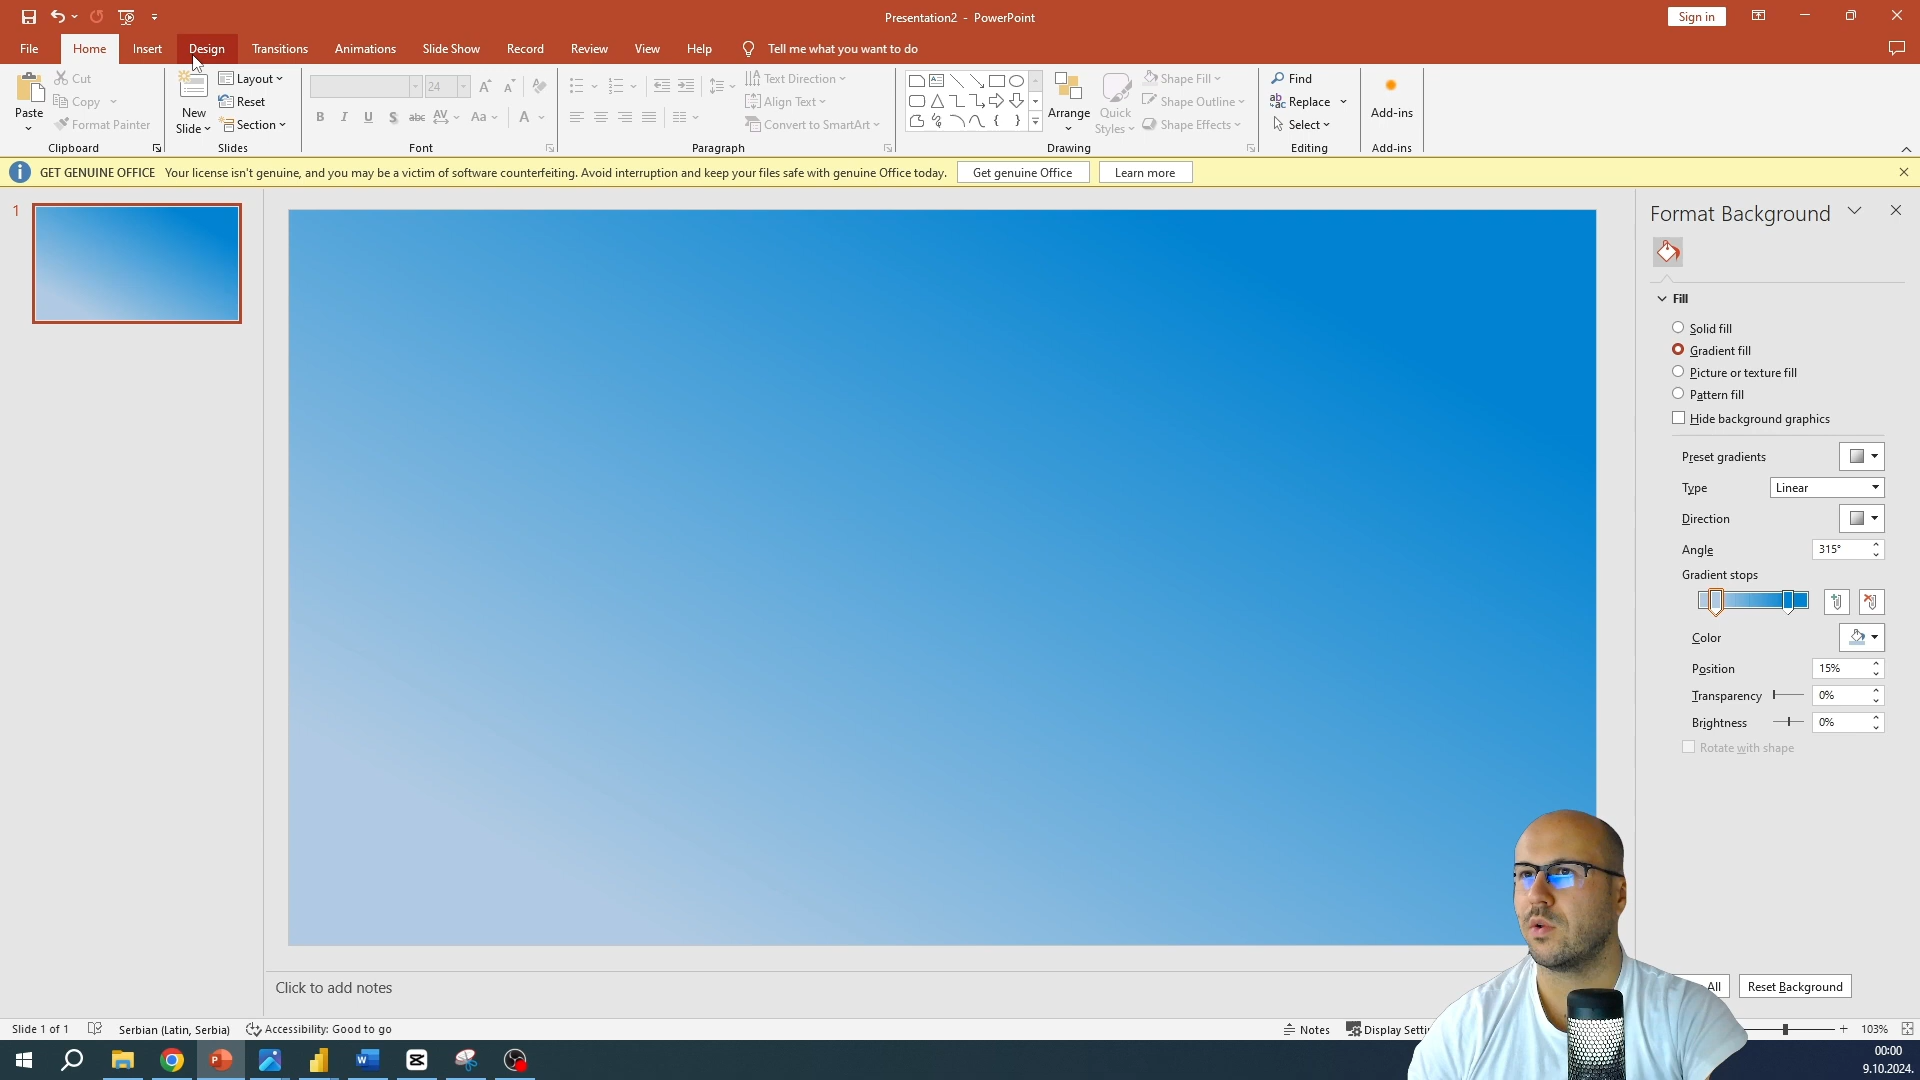 Presentation2 - PowerPoint
Sign in
File Home Insert Design Transitions Animations Slide Show Record Review View Help Tell me what you want to do
Paste
Cut
Copy
Format Painter
Clipboard
New
Slide
Layout
Reset
Section
Slides
24
abc
AV
Aa
A
Font
Text Direction
Align Text
Convert to SmartArt
Paragraph
Arrange
Quick
Styles
Shape Fill
Shape Outline
Shape Effects
Drawing
Find
Replace
Select
Editing
Add-ins
Add-ins
GET GENUINE OFFICE Your license isn't genuine, and you may be a victim of software counterfeiting. Avoid interruption and keep your files safe with genuine Office today. Get genuine Office Learn more
1
Format Background
Fill
Solid fill
Gradient fill
Picture or texture fill
Pattern fill
Hide background graphics
Preset gradients
Type Linear
Direction
Angle 315°
Gradient stops
Color
Position 15%
Transparency 0%
Brightness 0%
Rotate with shape
All Reset Background
Click to add notes
Slide 1 of 1 Serbian (Latin, Serbia) Accessibility: Good to go Notes Display 103%
00:00
9.10.2024.